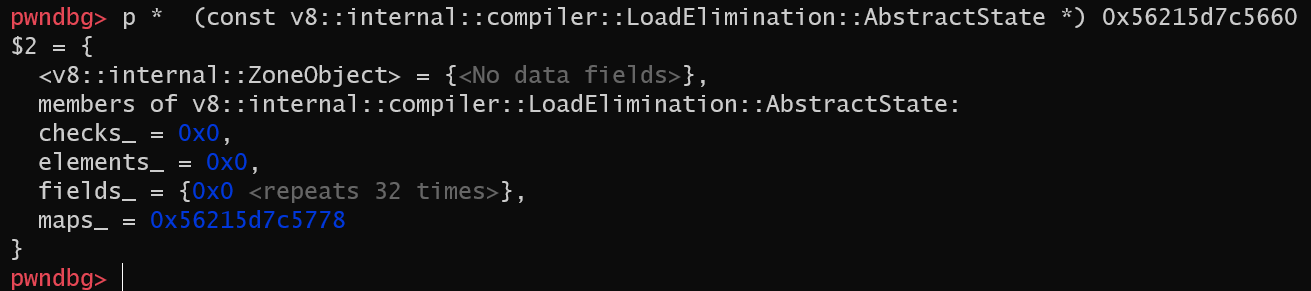 pwndbg> p *  (const v8::internal::compiler::LoadElimination::AbstractState *) 0x56215d7c5660
$2 = {
  <v8::internal::ZoneObject> = {<No data fields>},
  members of v8::internal::compiler::LoadElimination::AbstractState:
  checks_ = 0x0,
  elements_ = 0x0,
  fields_ = {0x0 <repeats 32 times>},
  maps_ = 0x56215d7c5778
}
pwndbg>